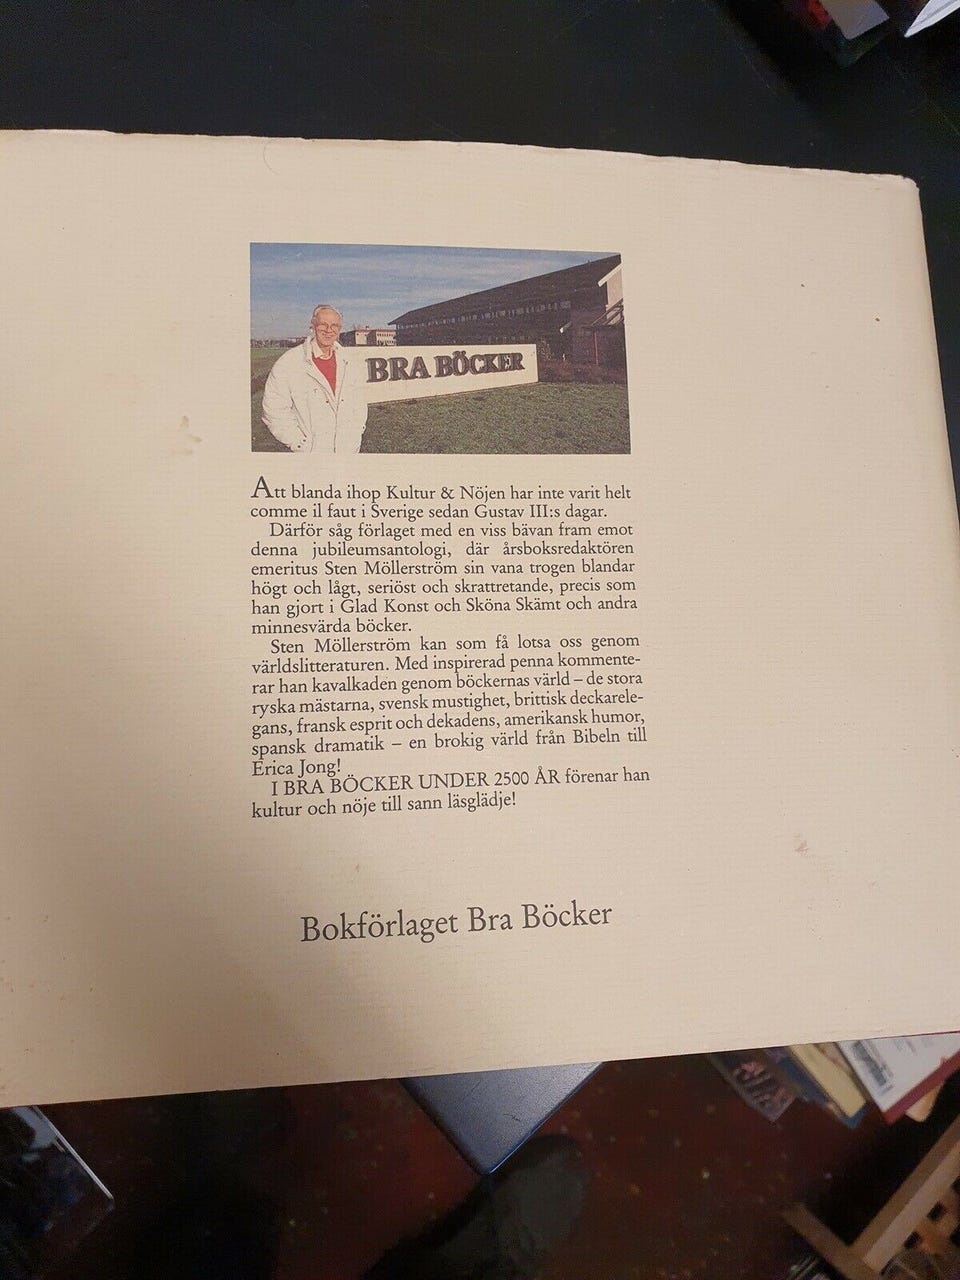 BRA BÖCKER
Att blanda ihop Kultur & Nöjen har inte varit helt
comme il faut i Sverige sedan Gustav III:s dagar.
Därför såg förlaget med en viss bävan fram emot
denna jubileumsantologi, där årsboksredaktören
emeritus Sten Möllerström sin vana trogen blandar
högt och lågt, seriöst och skrattretande, precis som
han gjort i Glad Konst och Sköna Skämt och andra
minnesvärda böcker.
Sten Möllerström kan som få lotsa oss genom
världslitteraturen. Med inspirerad penna kommente-
rar han kavalkaden genom böckernas värld – de stora
ryska mästarna, svensk mustighet, brittisk deckarele-
gans, fransk esprit och dekadens, amerikansk humor,
spansk dramatik – en brokig värld från Bibeln till
Erica Jong!
I BRA BÖCKER UNDER 2500 ÅR förenar han
kultur och nöje till sann läsglädje!
Bokförlaget Bra Böcker